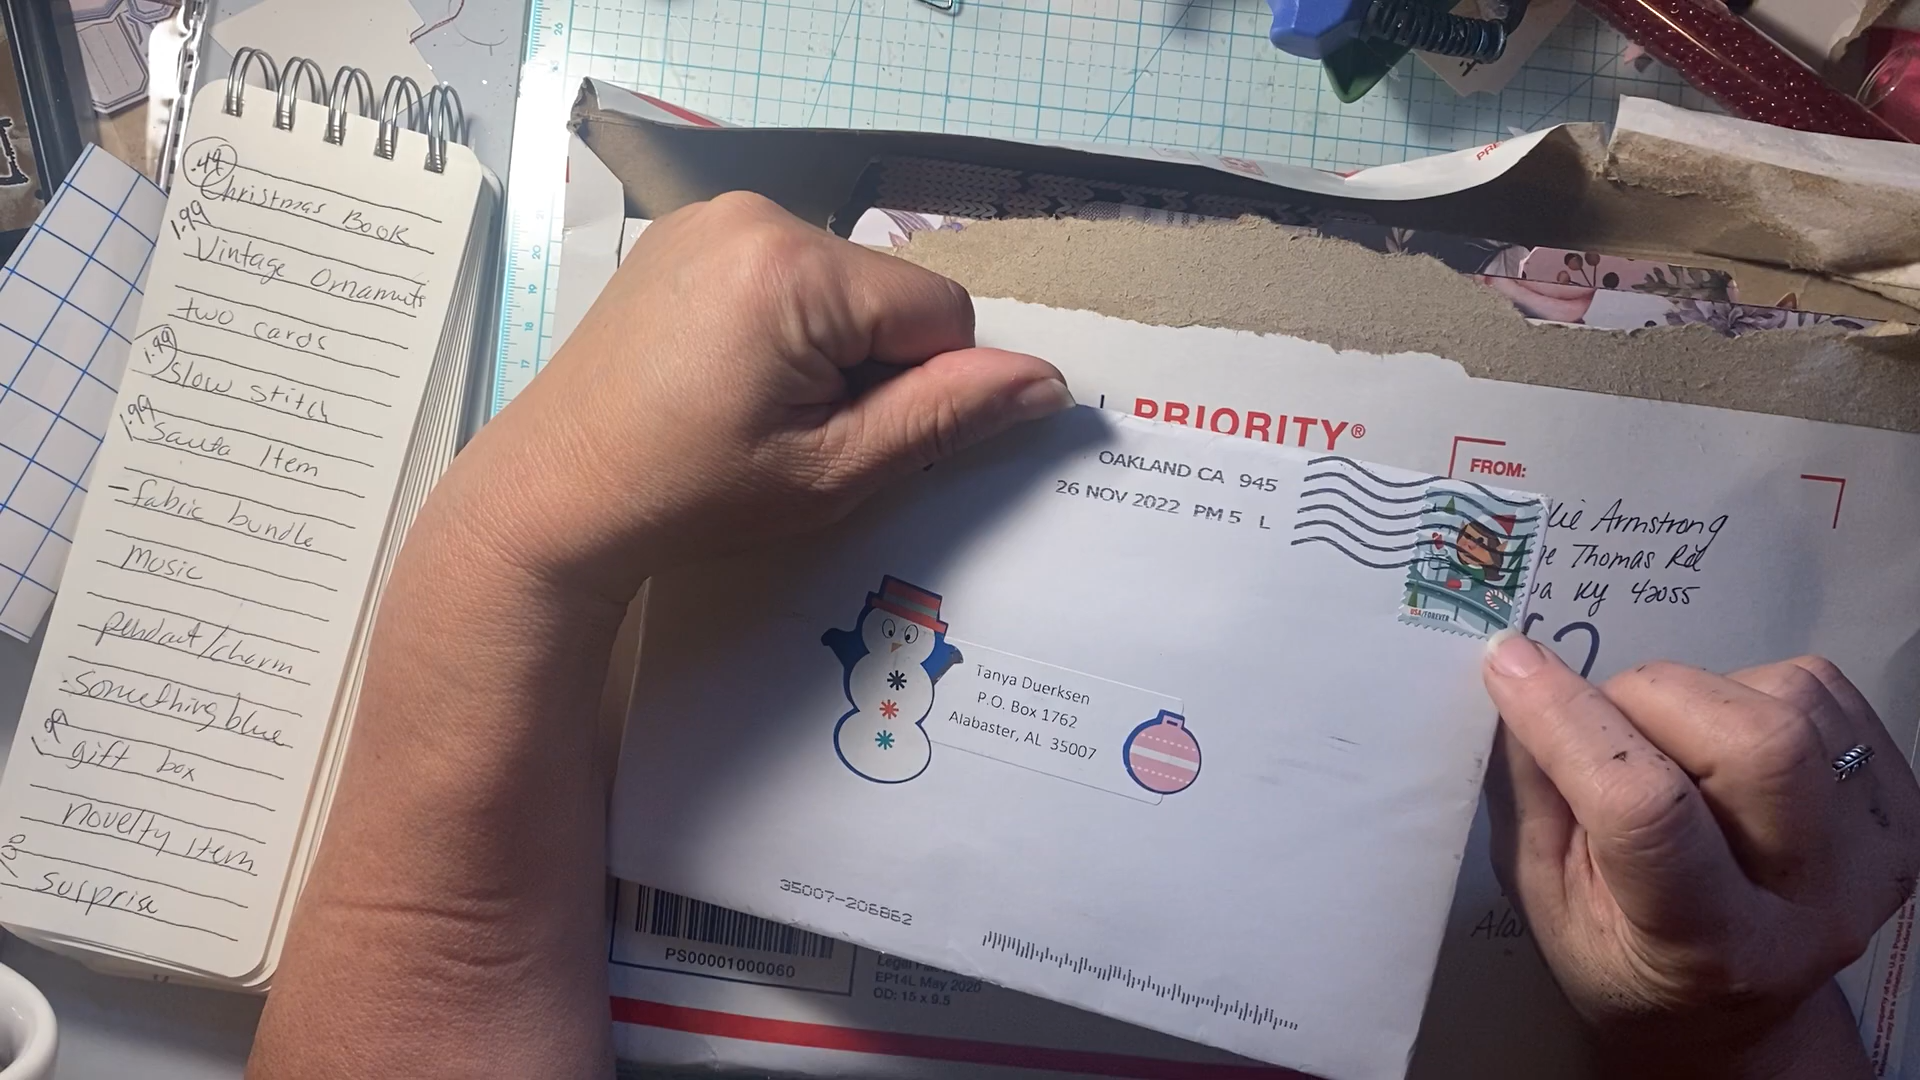 .49
Christmas Book
1.99
Vintage Ornaments
two cards
1.99
slow stitch
1.99
Santa Item
- fabric bundle
music
pendant/charm
something blue
gift box
novelty item
surprise
PRIORITY®
FROM:
lie Armstrong
Thomas Rd
KY 42055
OAKLAND CA 945
26 NOV 2022 PM 5 L
USA/FOREVER
Tanya Duerksen
P.O. Box 1762
Alabaster, AL 35007
35007-206862
PS00001000060
EP14L May 2020
OD: 15 x 9.5